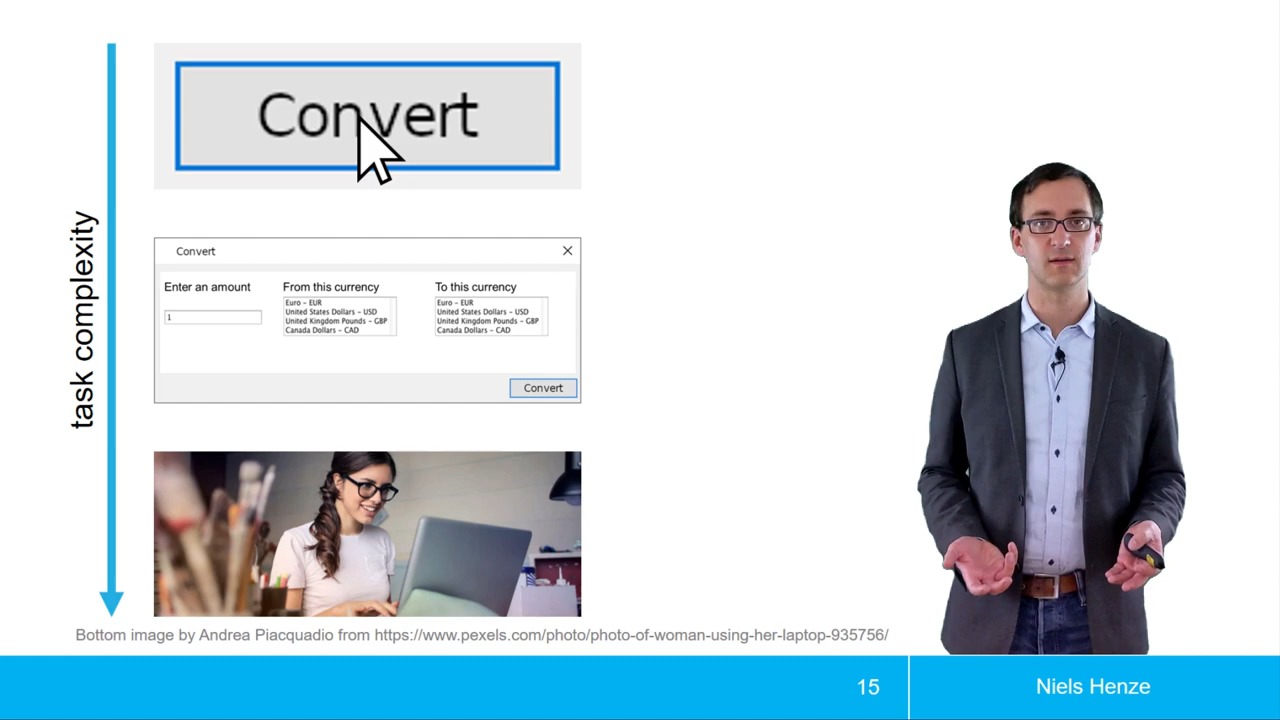 task complexity
Convert
Convert
Enter an amount
From this currency
To this currency
1
Euro – EUR
United States Dollars – USD
United Kingdom Pounds – GBP
Canada Dollars – CAD
Euro – EUR
United States Dollars – USD
United Kingdom Pounds – GBP
Canada Dollars – CAD
Convert
Bottom image by Andrea Piacquadio from https://www.pexels.com/photo/photo-of-woman-using-her-laptop-935756/
15
Niels Henze